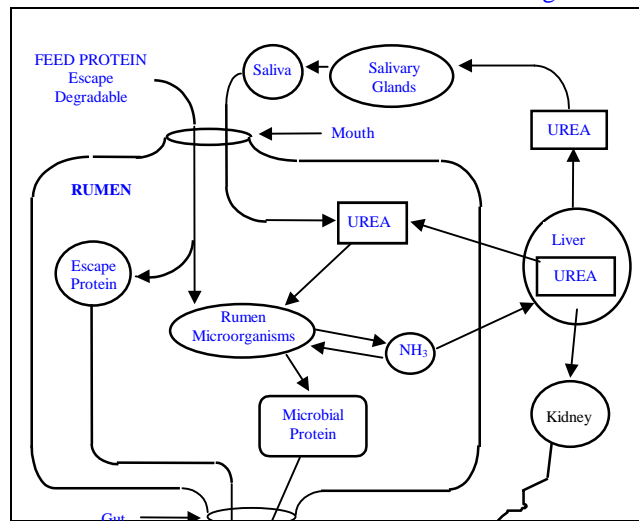 FEED PROTEIN
Escape
Degradable
Saliva
Salivary
Glands
UREA
Mouth
RUMEN
UREA
Liver
UREA
Escape
Protein
Rumen
Microorganisms
NH₃
Microbial
Protein
Kidney
Gut